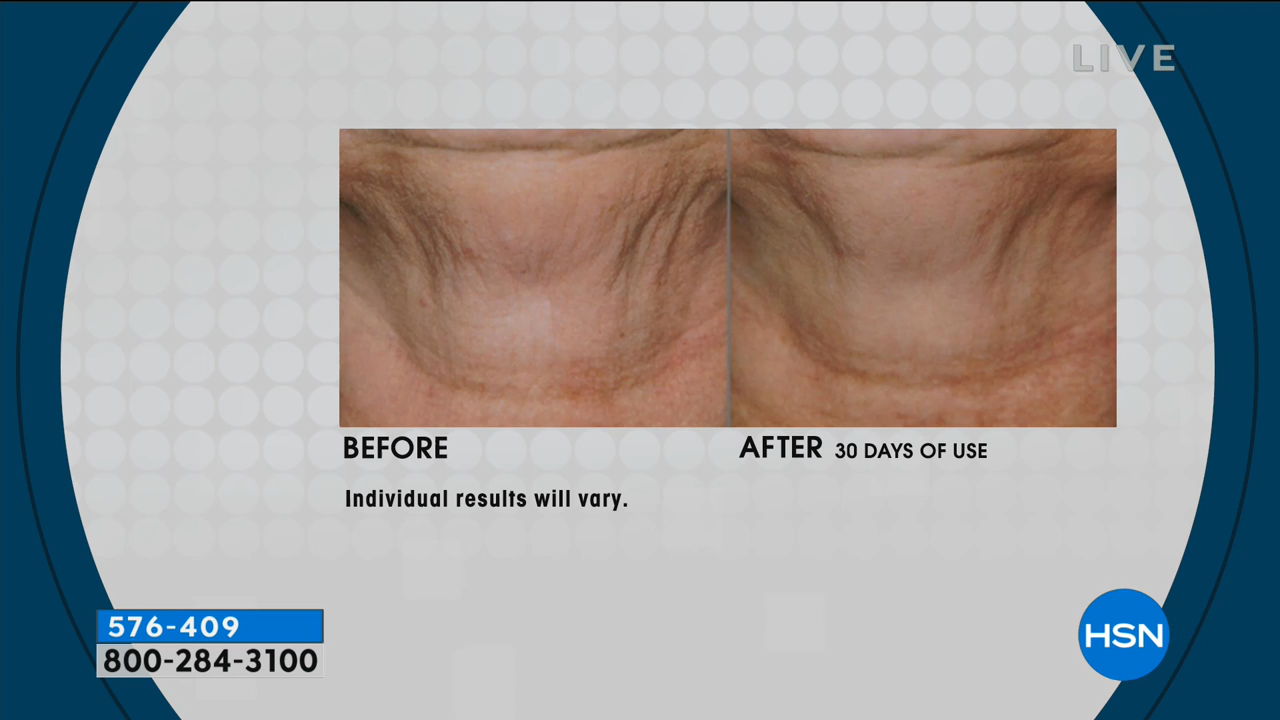 LIVE
BEFORE
AFTER 30 DAYS OF USE
Individual results will vary.
576-409
800-284-3100
HSN